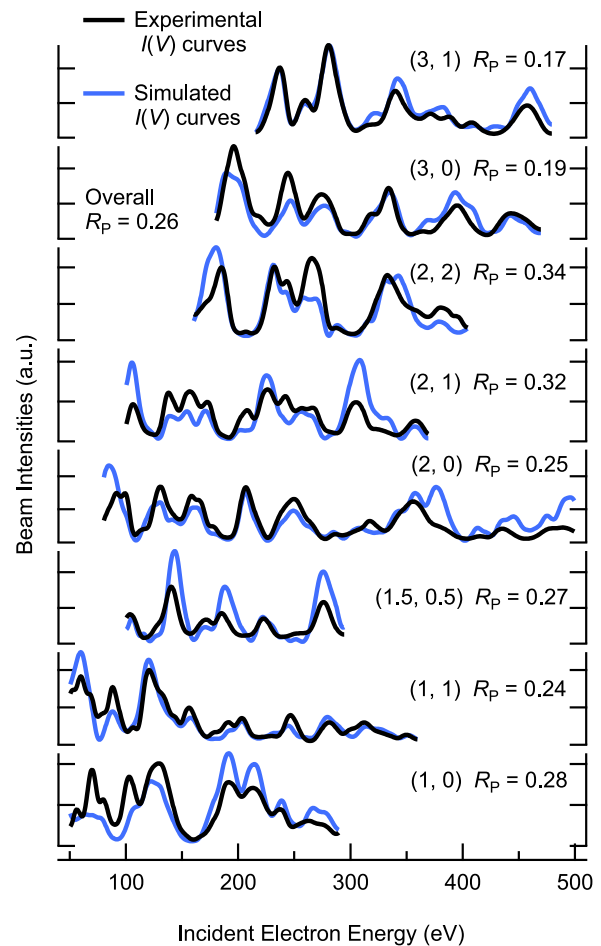 Experimental
I(V) curves
Simulated
I(V) curves
(3, 1) RP = 0.17
Overall
RP = 0.26
(3, 0) RP = 0.19
(2, 2) RP = 0.34
(2, 1) RP = 0.32
(2, 0) RP = 0.25
(1.5, 0.5) RP = 0.27
(1, 1) RP = 0.24
(1, 0) RP = 0.28
Beam Intensities (a.u.)
100 200 300 400 500
Incident Electron Energy (eV)